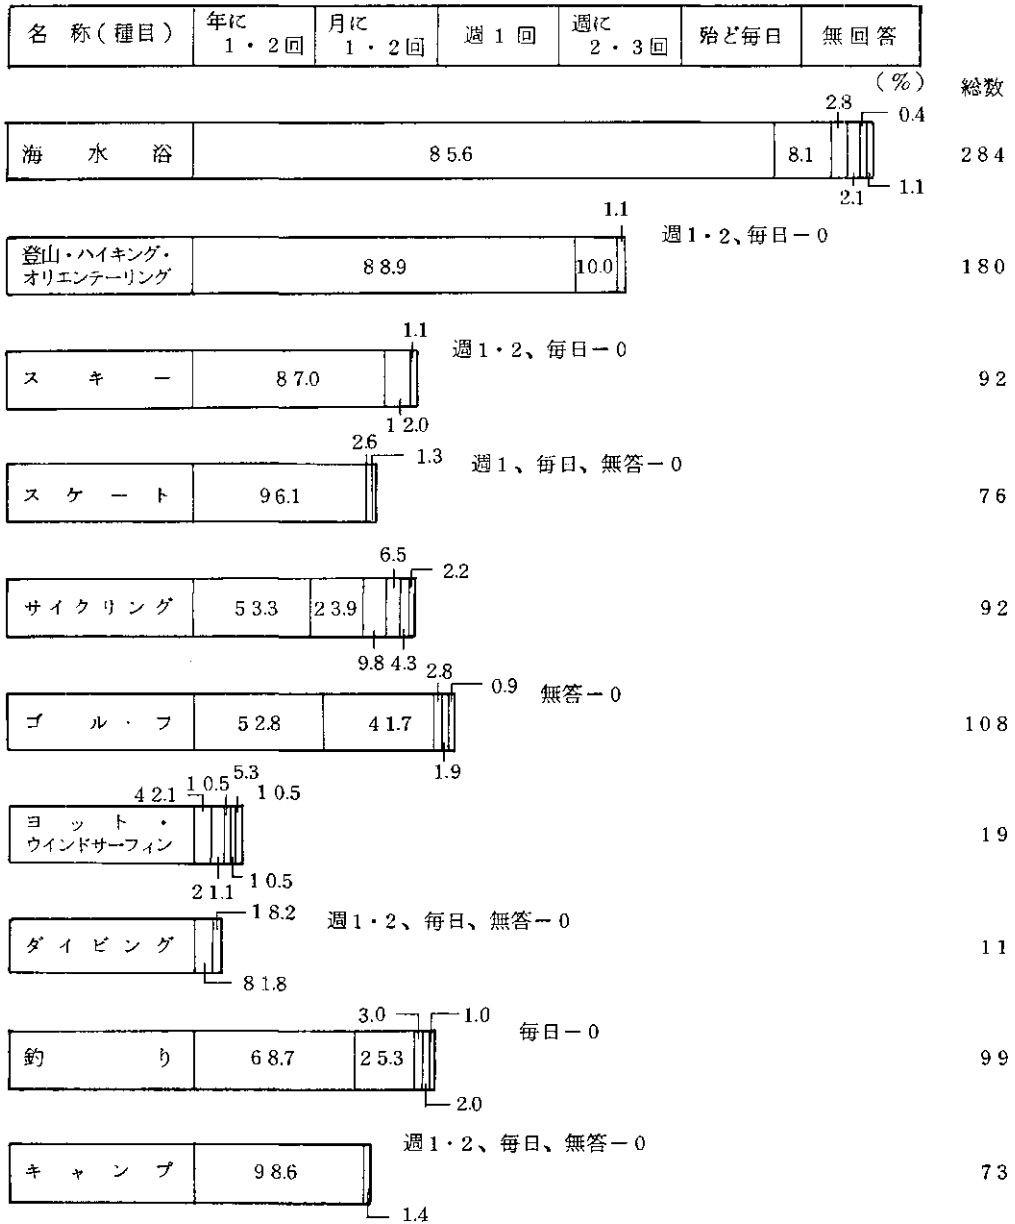 名 称(種目) 年に 1・2回 月に 1・2回 週1回 週に 2・3回 殆ど毎日 無回答
(%) 総数
2.8 0.4
海水浴 85.6 8.1 284
2.1 1.1
1.1 週1・2、毎日－0
登山・ハイキング・
オリエンテーリング 88.9 10.0 180
1.1 週1・2、毎日－0
スキー 87.0 92
12.0
2.6 1.3 週1、毎日、無答－0
スケート 96.1 76
6.5 2.2
サイクリング 53.3 23.9 92
9.8 4.3
2.8 0.9 無答－0
ゴル・フ 52.8 41.7 108
1.9
42.1 10.5 5.3 10.5
ヨット・
ウインドサーフィン 19
21.1 10.5
18.2 週1・2、毎日、無答－0
ダイビング 11
81.8
3.0 1.0 毎日－0
釣り 68.7 25.3 99
2.0
週1・2、毎日、無答－0
キャンプ 98.6 73
1.4